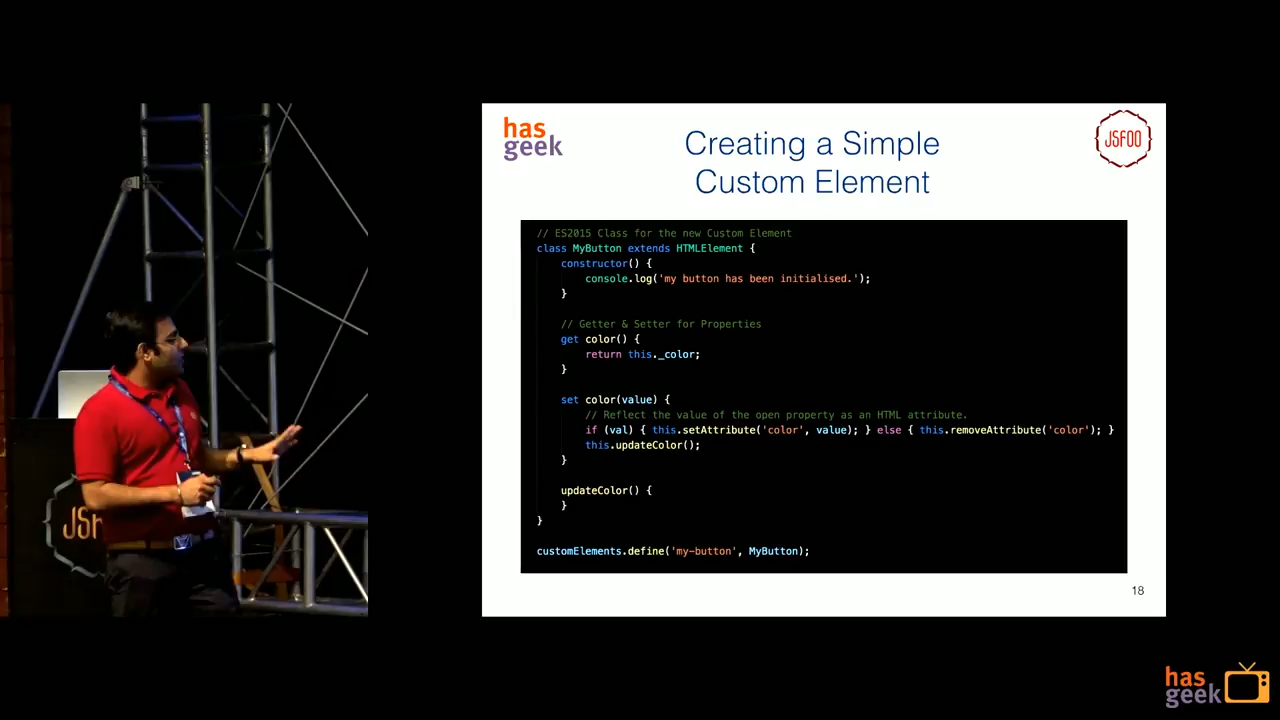 has
geek
Creating a Simple
Custom Element
JSFOO
// ES2015 Class for the new Custom Element
class MyButton extends HTMLElement {
constructor() {
console.log('my button has been initialised.');
}
// Getter & Setter for Properties
get color() {
return this._color;
}
set color(value) {
// Reflect the value of the open property as an HTML attribute.
if (val) { this.setAttribute('color', value); } else { this.removeAttribute('color'); }
this.updateColor();
}
updateColor() {
}
}
customElements.define('my-button', MyButton);
18
JSF
has
geek